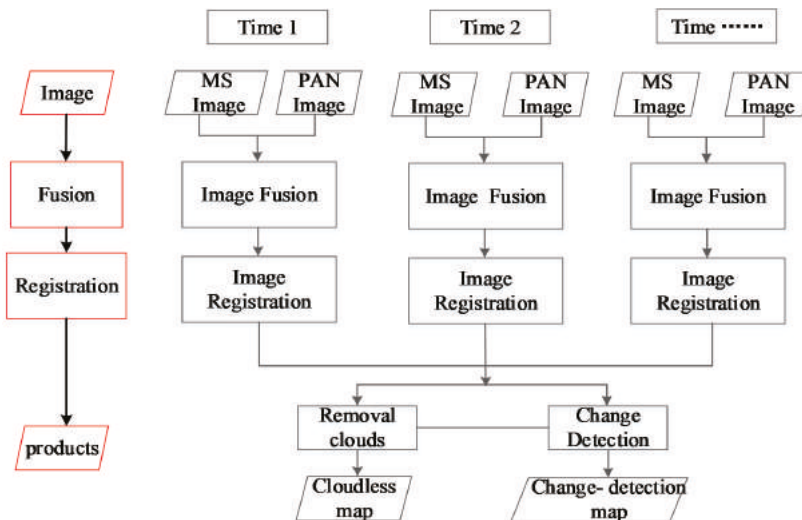 Time 1
Time 2
Time ······
Image
MS
Image
PAN
Image
MS
Image
PAN
Image
MS
Image
PAN
Image
Fusion
Image Fusion
Image Fusion
Image Fusion
Registration
Image
Registration
Image
Registration
Image
Registration
products
Removal
clouds
Change
Detection
Cloudless
map
Change- detection
map